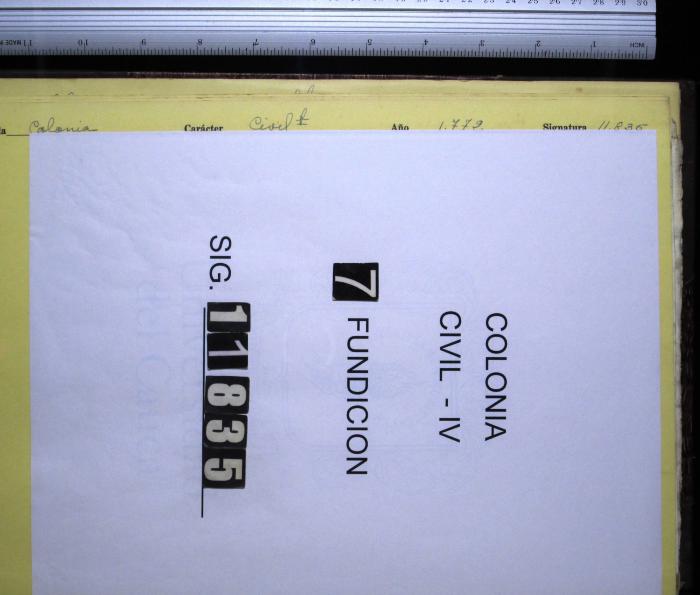 Colonia Carácter Civil Año 1.779. Signatura 11.835
COLONIA
CIVIL - IV
7 FUNDICION
SIG. 11835